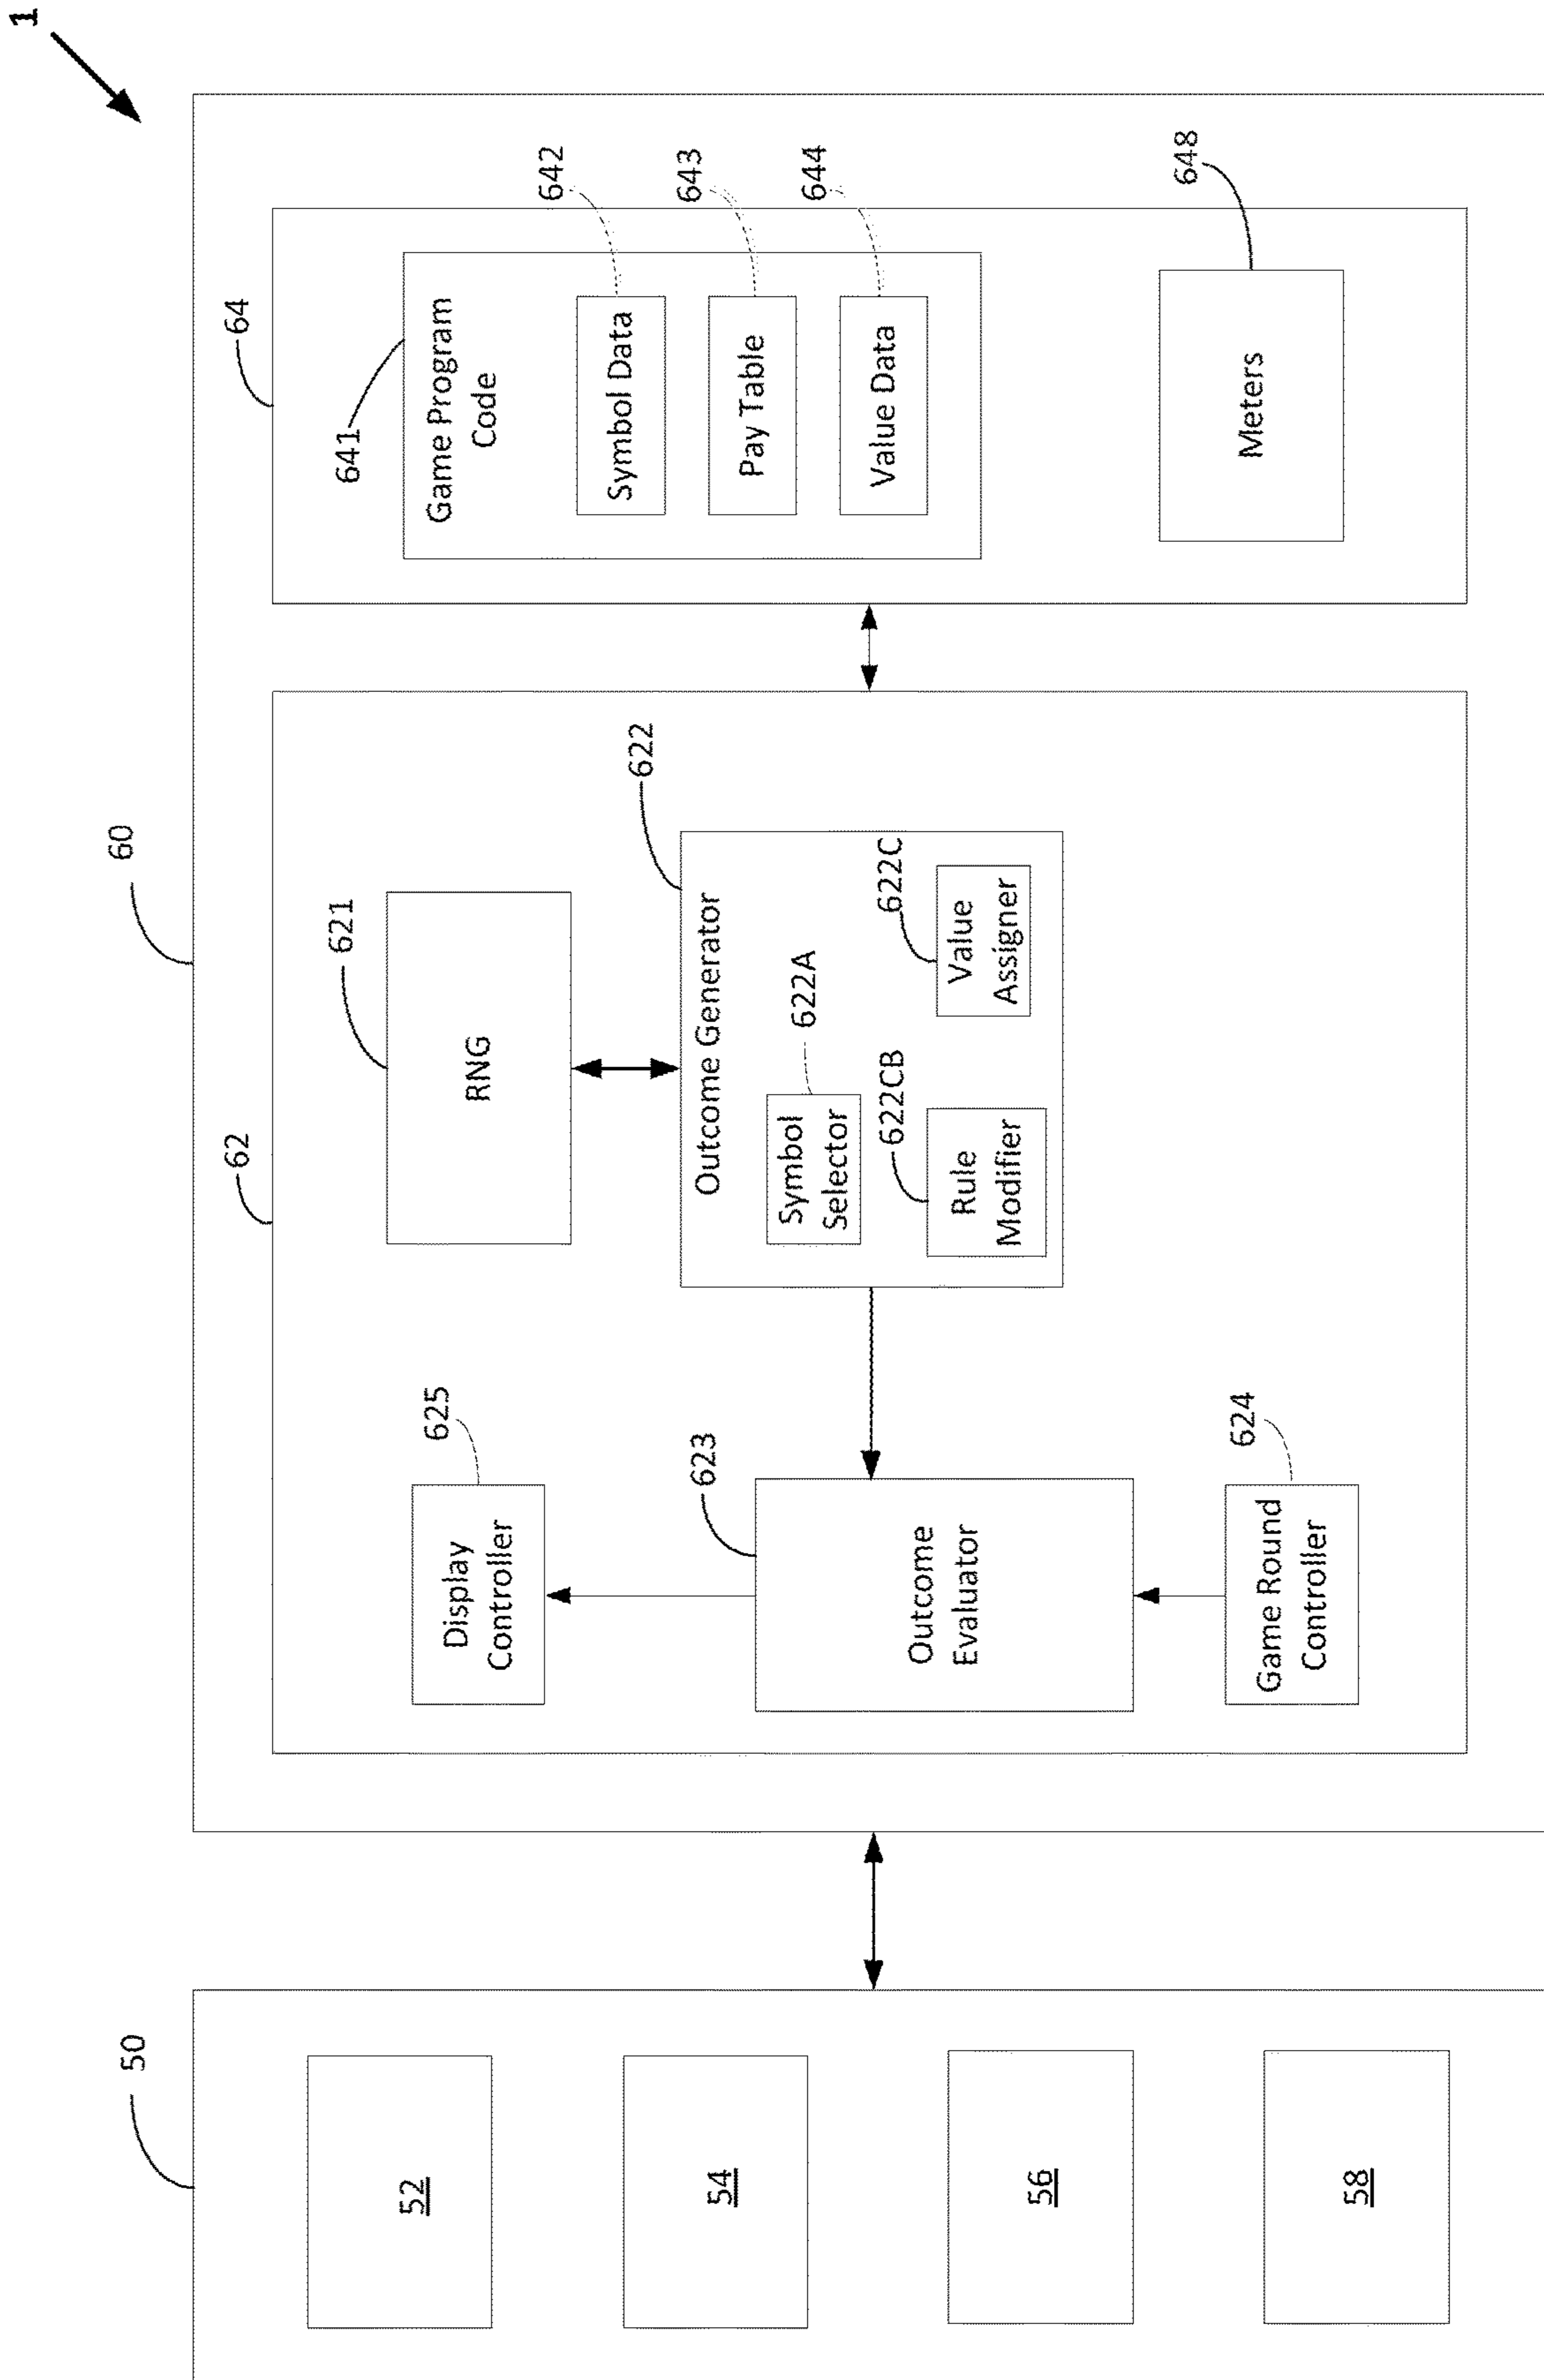 1
60
50
62
64
52
54
56
58
Display
Controller
625
RNG
621
Outcome Generator
622
Symbol
Selector
622A
Rule
Modifier
622CB
Value
Assigner
622C
Outcome
Evaluator
623
Game Round
Controller
624
641
Game Program
Code
Symbol Data
642
Pay Table
643
Value Data
644
Meters
648